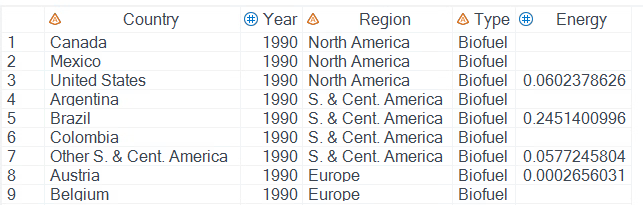 Country Year Region Type Energy
1 Canada 1990 North America Biofuel
2 Mexico 1990 North America Biofuel
3 United States 1990 North America Biofuel 0.0602378626
4 Argentina 1990 S. & Cent. America Biofuel
5 Brazil 1990 S. & Cent. America Biofuel 0.2451400996
6 Colombia 1990 S. & Cent. America Biofuel
7 Other S. & Cent. America 1990 S. & Cent. America Biofuel 0.0577245804
8 Austria 1990 Europe Biofuel 0.0002656031
9 Belgium 1990 Europe Biofuel